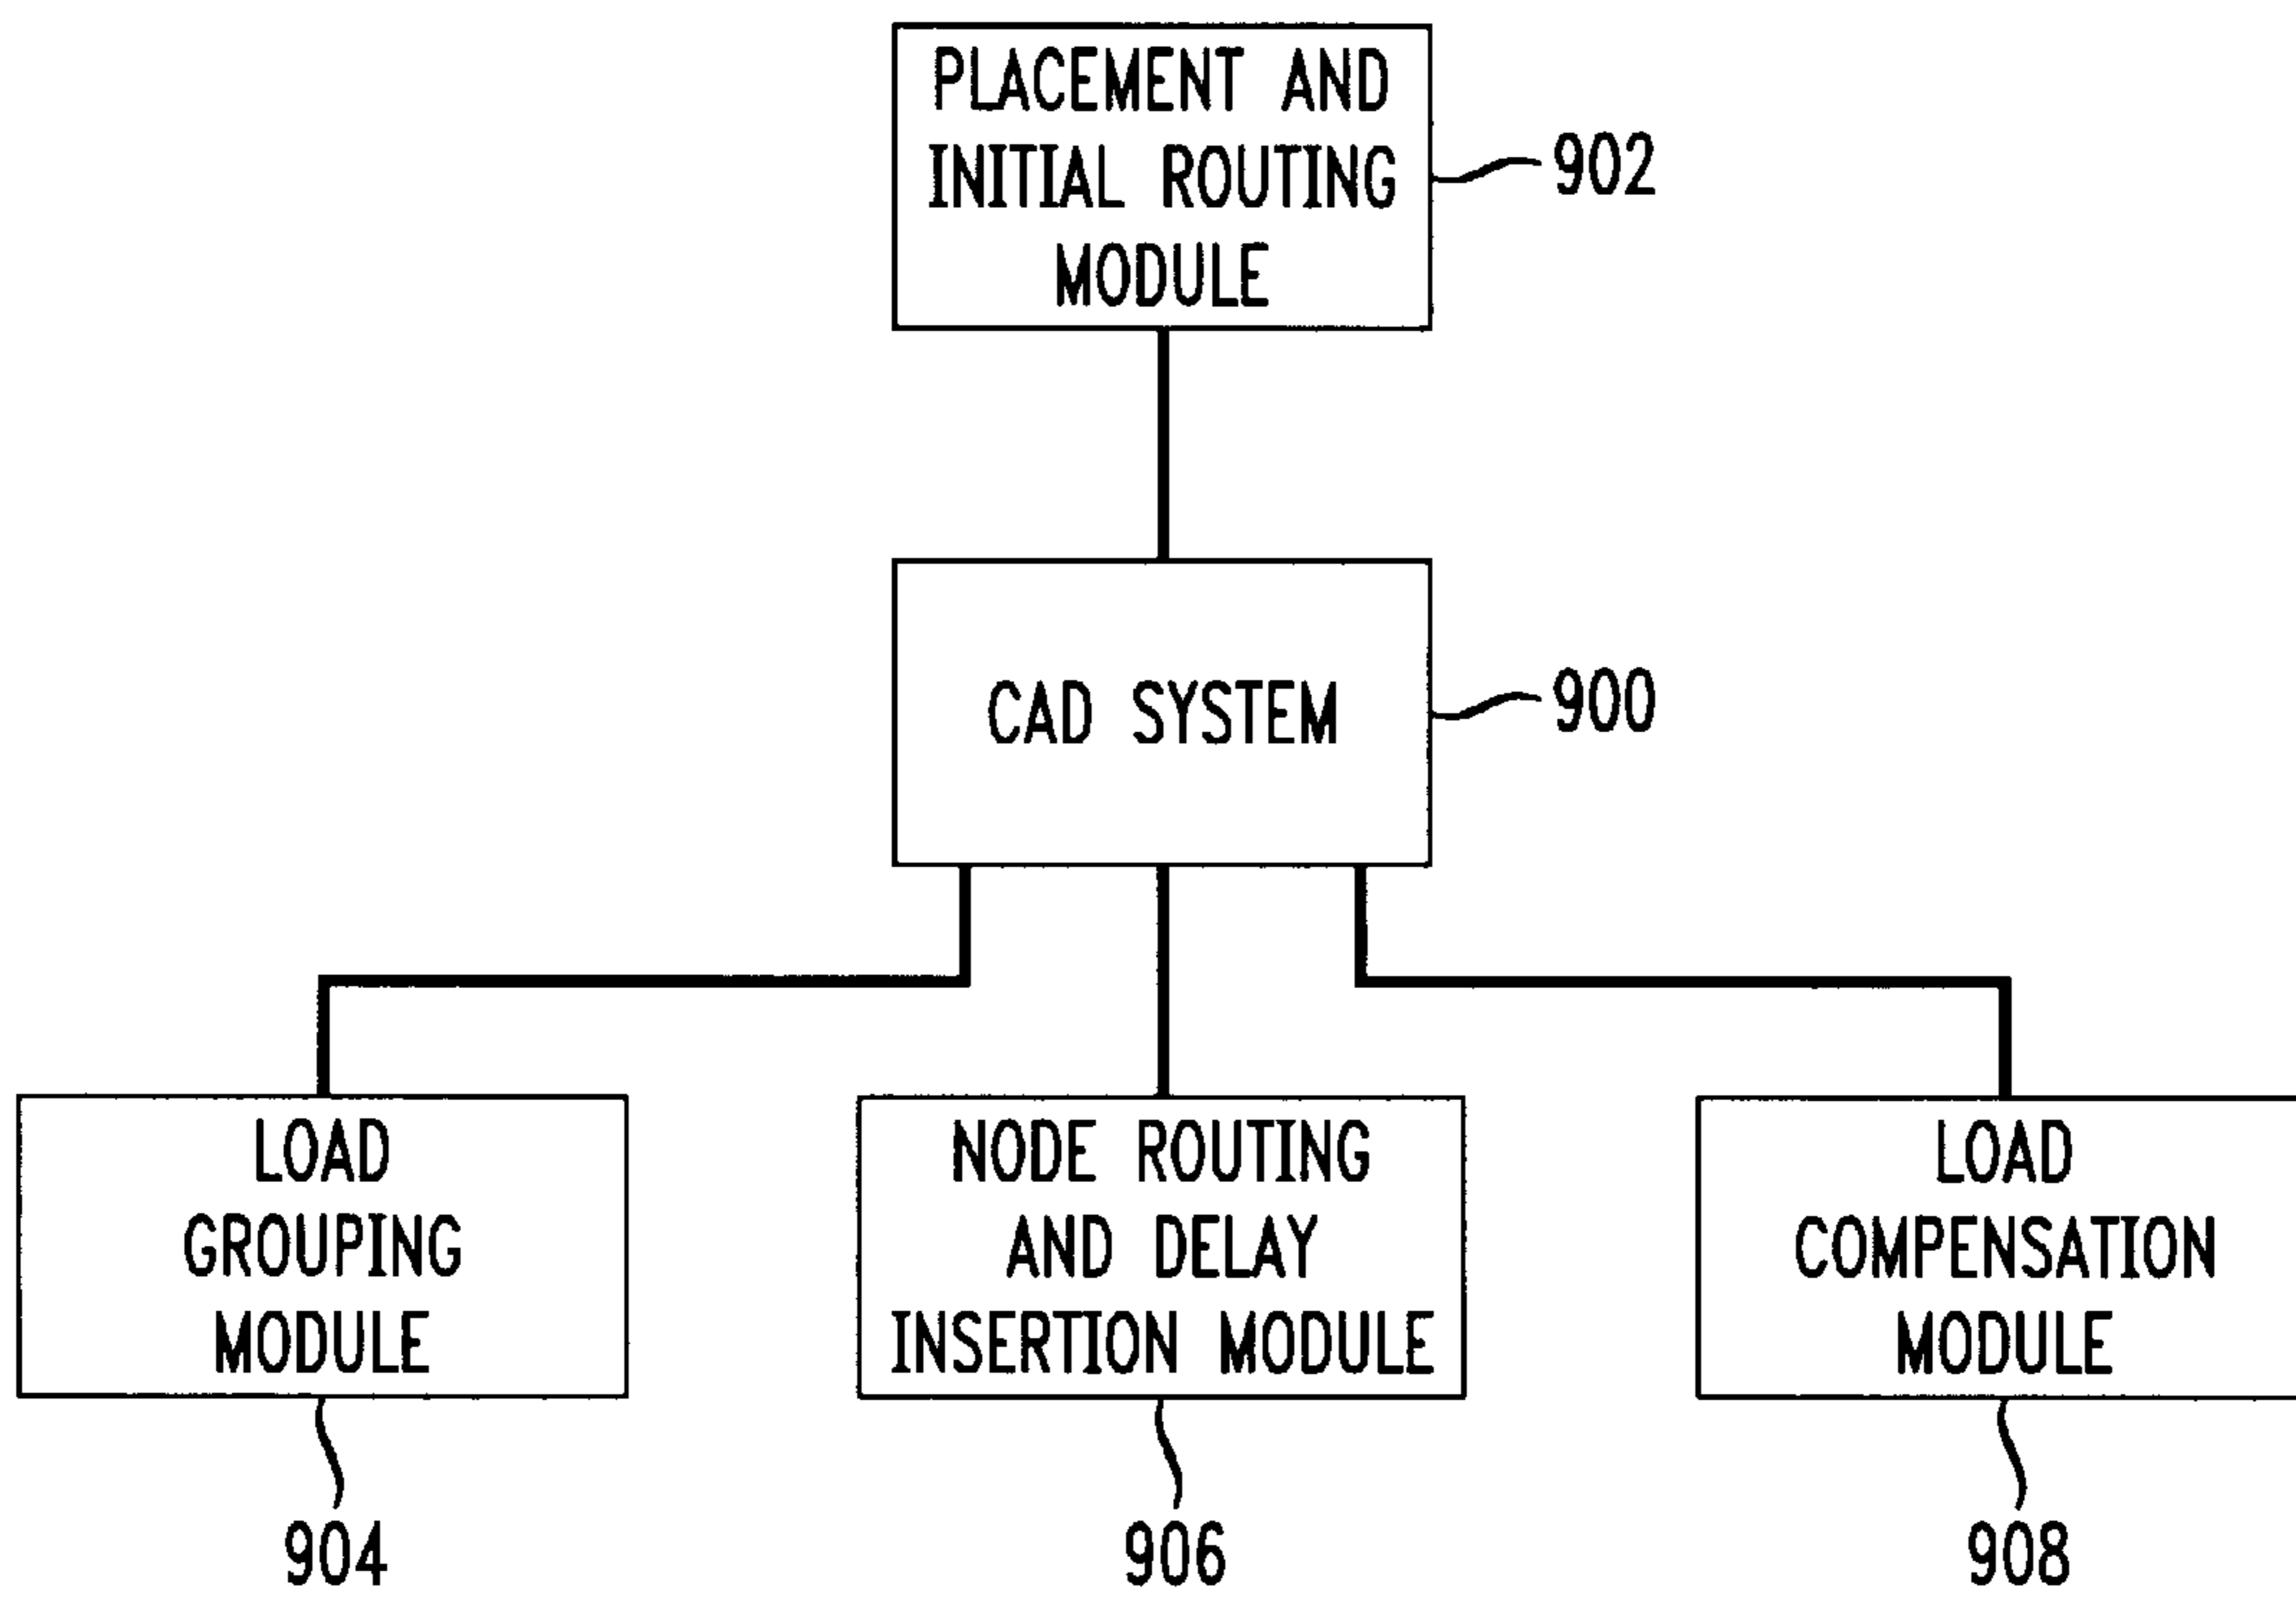 PLACEMENT AND
INITIAL ROUTING
MODULE
902
CAD SYSTEM
900
LOAD
GROUPING
MODULE
904
NODE ROUTING
AND DELAY
INSERTION MODULE
906
LOAD
COMPENSATION
MODULE
908